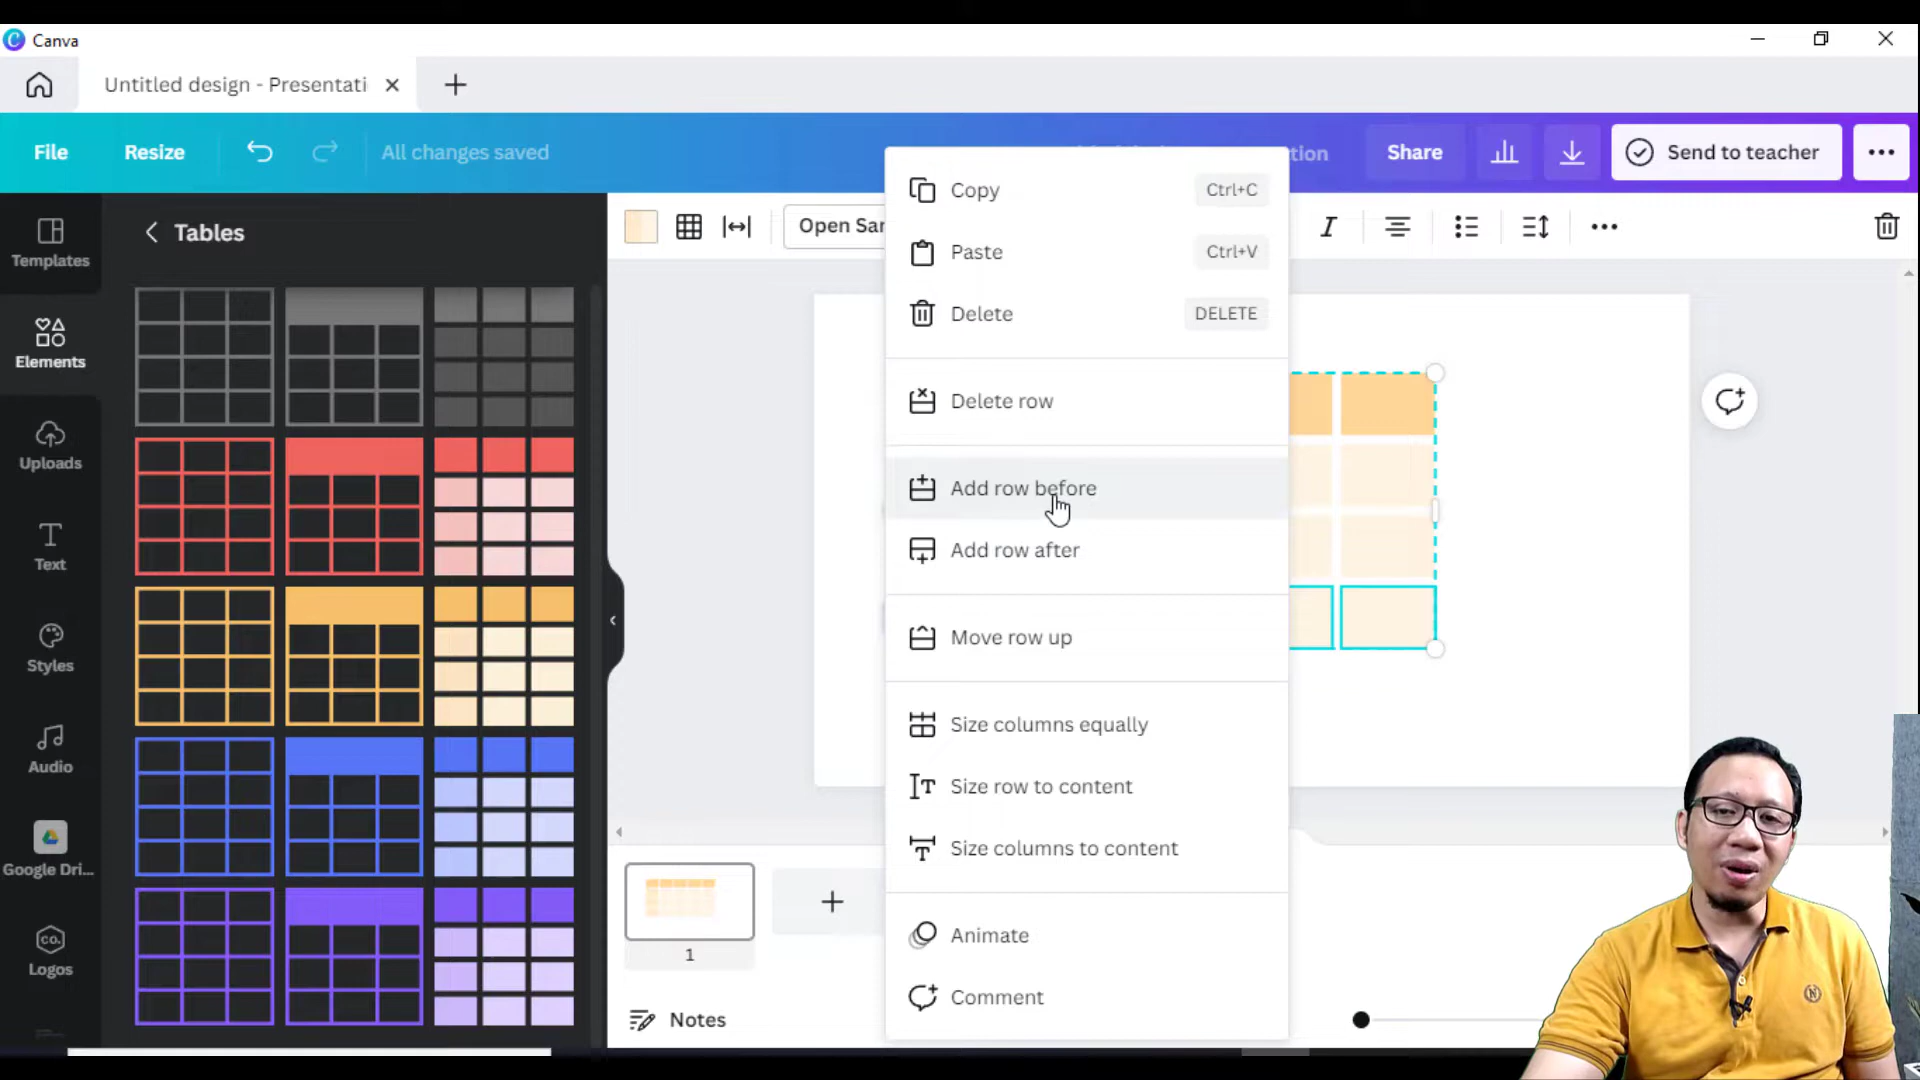 Canva
Untitled design - Presentati
File
Resize
All changes saved
tion
Share
Send to teacher
Templates
Elements
Uploads
Text
Styles
Audio
Google Dri...
Logos
Tables
Open Sar
Copy Ctrl+C
Paste Ctrl+V
Delete DELETE
Delete row
Add row before
Add row after
Move row up
Size columns equally
Size row to content
Size columns to content
Animate
Comment
1
Notes
CO.